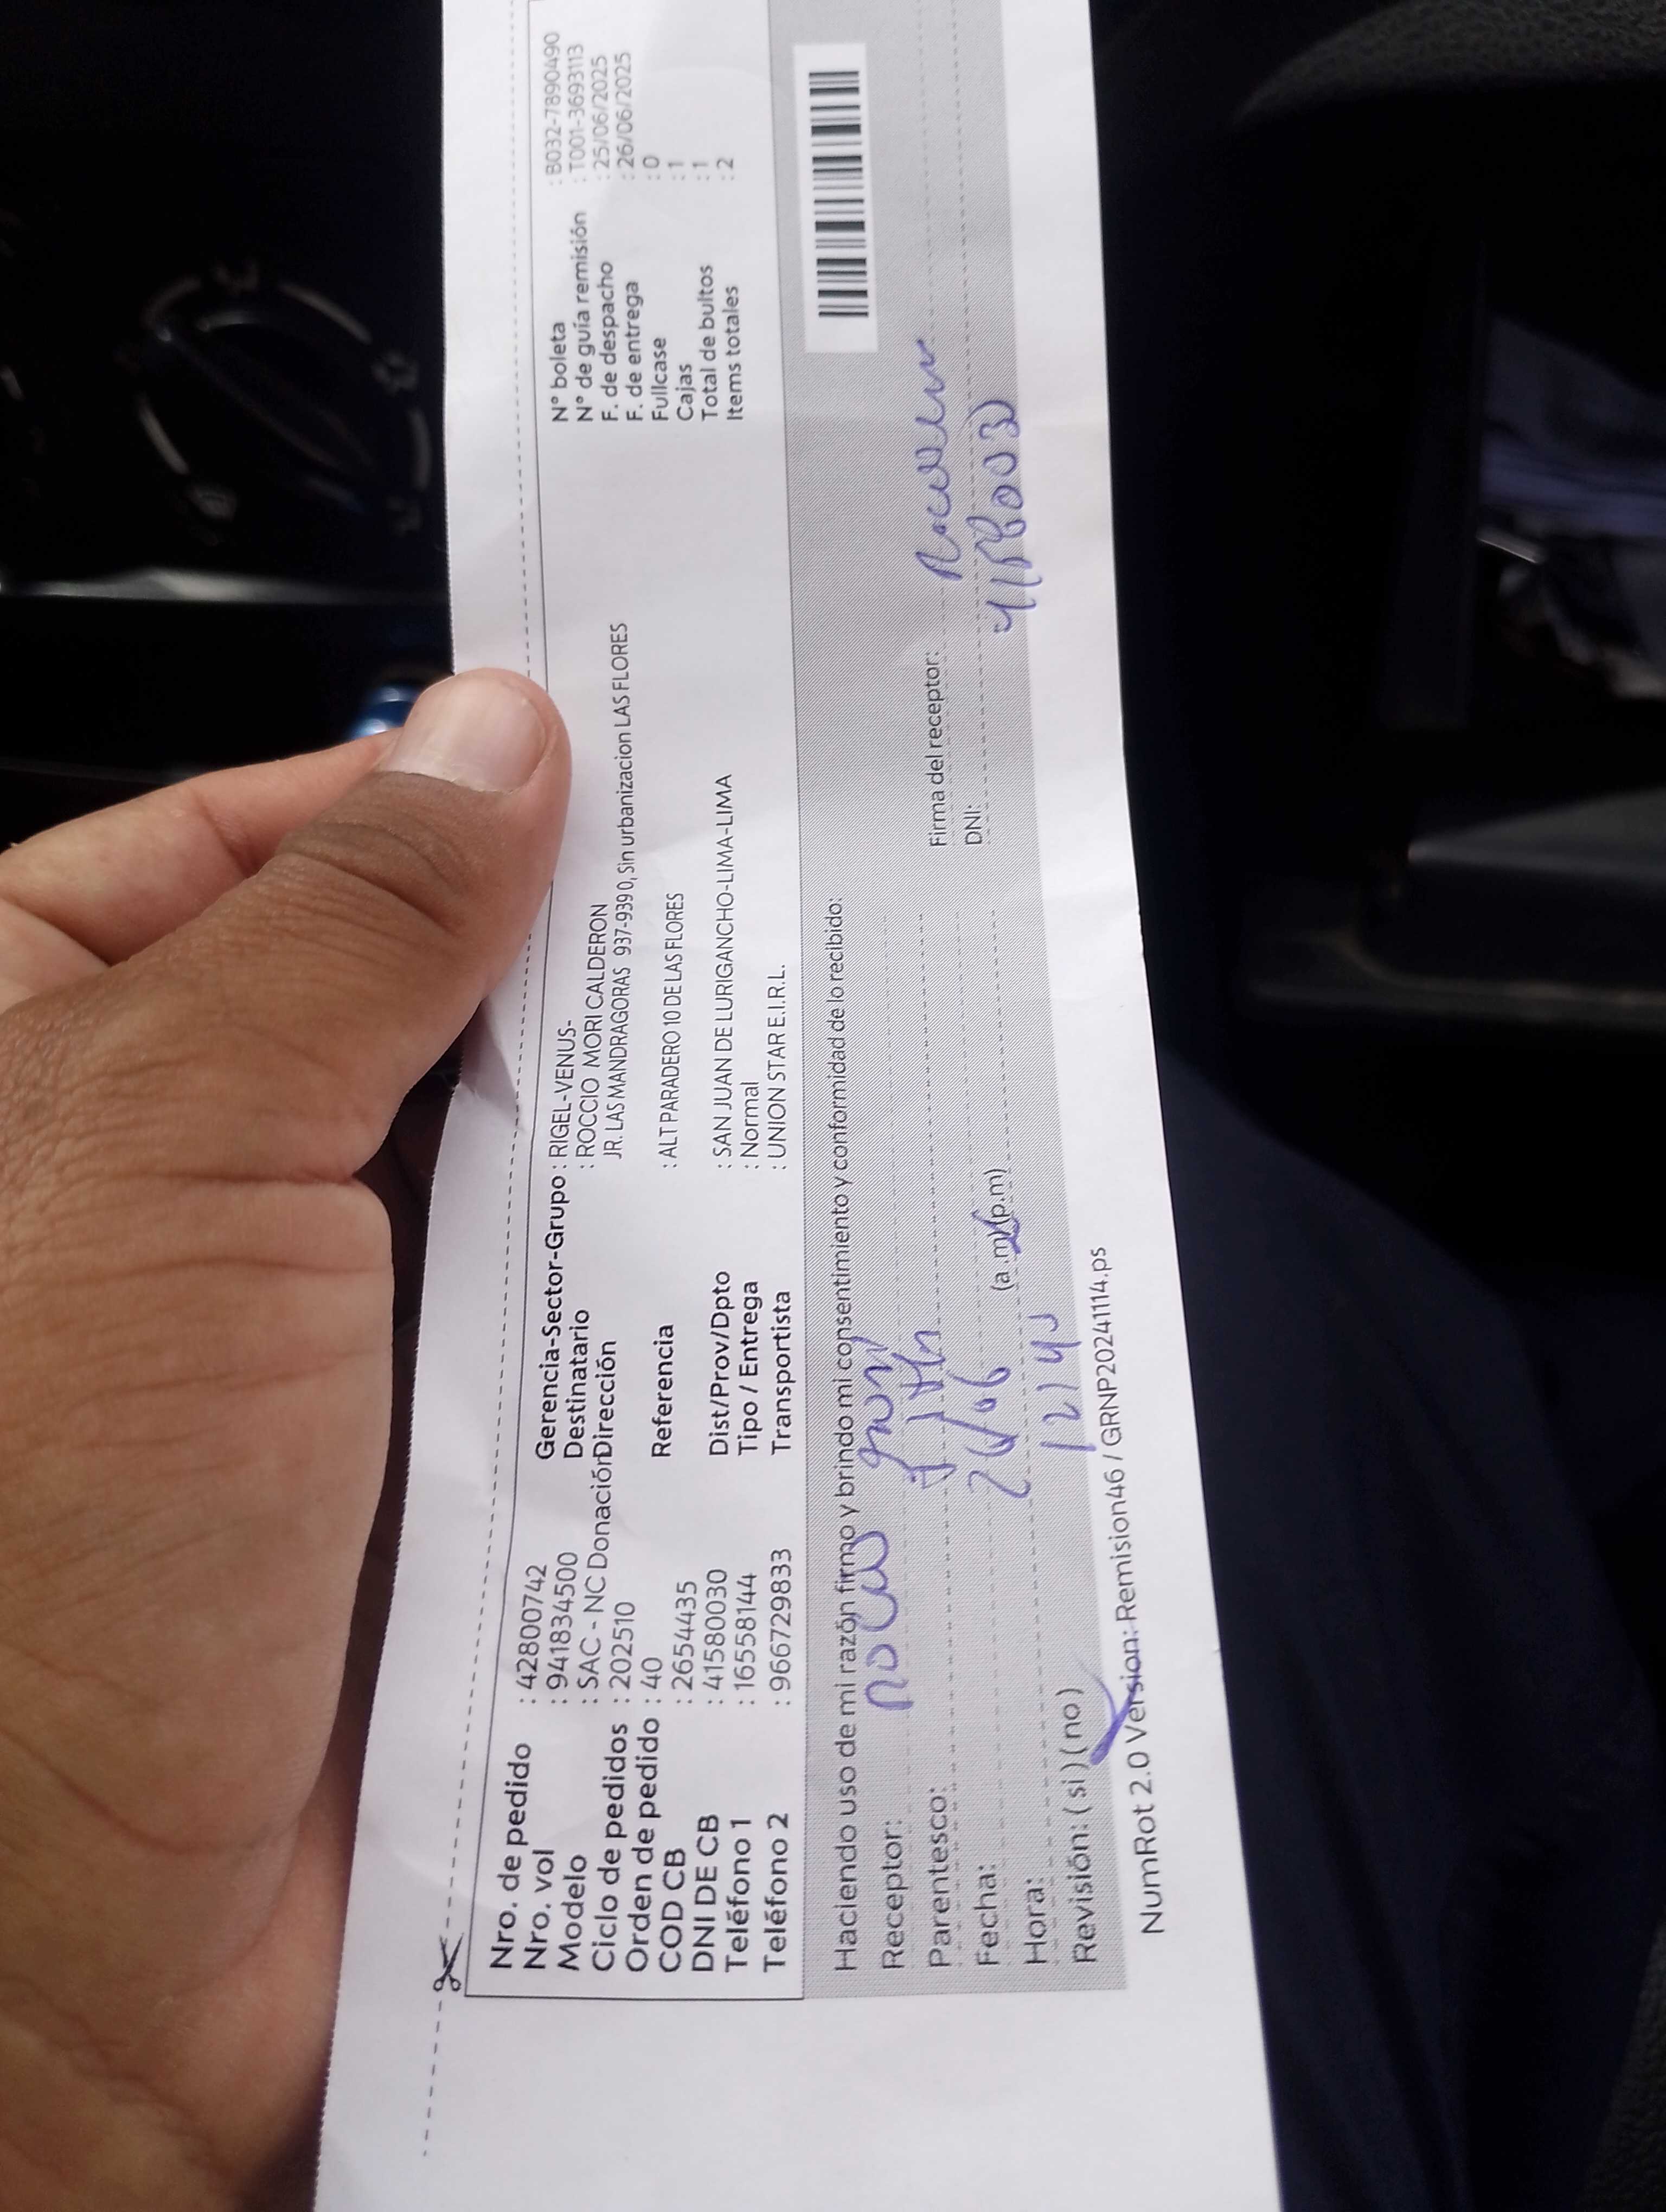 Nro. de pedido : 42800742
Nro. vol : 941834500
Modelo : SAC - NC Donación
Ciclo de pedidos : 202510
Orden de pedido : 40
COD CB : 2654435
DNI DE CB : 41580030
Teléfono 1 : 16558144
Teléfono 2 : 966729833
Gerencia-Sector-Grupo : RIGEL-VENUS-
Destinatario : ROCCIO MORI CALDERON
Dirección JR. LAS MANDRAGORAS 937-939 0, Sin urbanizacion LAS FLORES
Referencia : ALT PARADERO 10 DE LAS FLORES
Dist/Prov/Dpto : SAN JUAN DE LURIGANCHO-LIMA-LIMA
Tipo / Entrega : Normal
Transportista : UNION STAR E.I.R.L.
N° boleta : B032-7890490
N° de guía remisión : T001-3693113
F. de despacho : 25/06/2025
F. de entrega : 26/06/2025
Fullcase : 0
Cajas : 1
Total de bultos : 1
Items totales : 2
Haciendo uso de mi razón firmo y brindo mi consentimiento y conformidad de lo recibido:
Receptor:
Parentesco:
Fecha: 26/06
Hora: 1214 (a.m)(p.m)
Revisión: (si) (no)
Firma del receptor:
DNI: 41580030
NumRot 2.0 Version: Remision46 / GRNP20241114.ps